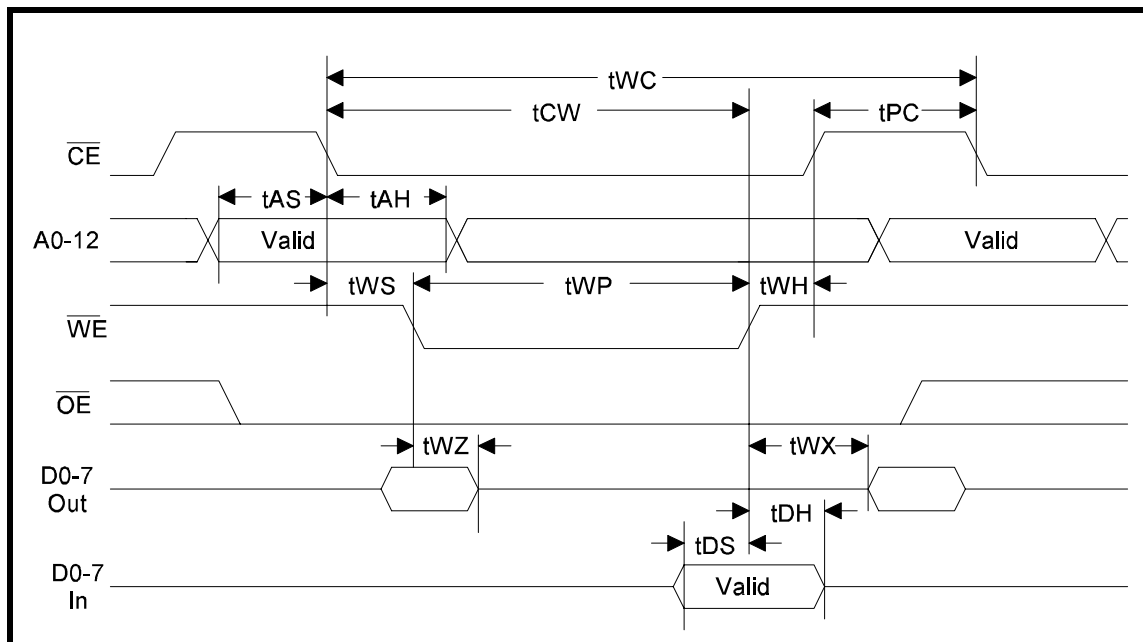 tWC
tCW
tPC
CE
tAS
tAH
A0-12
Valid
Valid
tWS
tWP
tWH
WE
OE
tWZ
tWX
D0-7
Out
tDH
tDS
D0-7
In
Valid